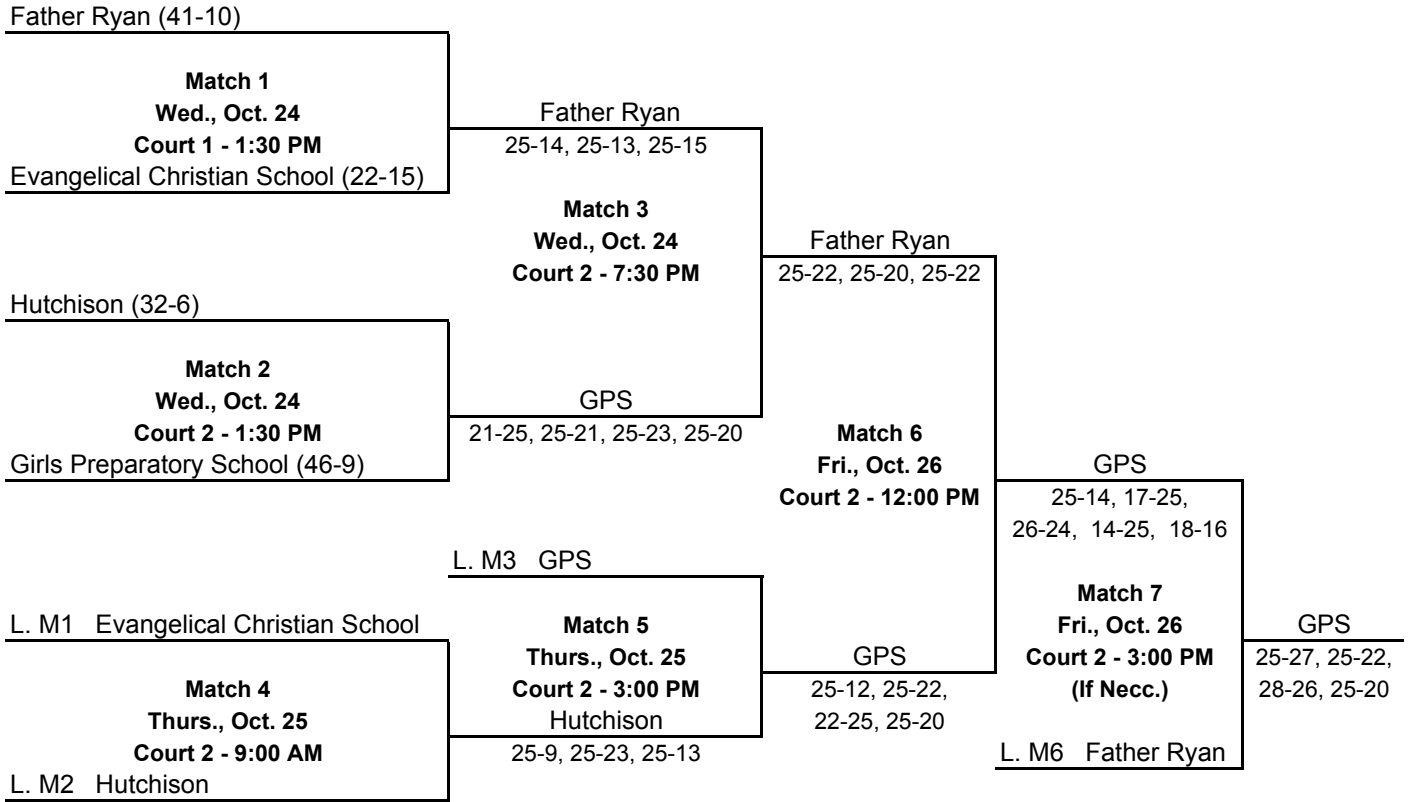 Father Ryan (41-10)
Match 1
Wed., Oct. 24
Court 1 - 1:30 PM
Evangelical Christian School (22-15)
Father Ryan
25-14, 25-13, 25-15
Hutchison (32-6)
Match 2
Wed., Oct. 24
Court 2 - 1:30 PM
Girls Preparatory School (46-9)
GPS
21-25, 25-21, 25-23, 25-20
Match 3
Wed., Oct. 24
Court 2 - 7:30 PM
Father Ryan
25-22, 25-20, 25-22
L. M1 Evangelical Christian School
Match 4
Thurs., Oct. 25
Court 2 - 9:00 AM
L. M2 Hutchison
L. M3 GPS
Match 5
Thurs., Oct. 25
Court 2 - 3:00 PM
Hutchison
25-9, 25-23, 25-13
GPS
25-12, 25-22,
22-25, 25-20
Match 6
Fri., Oct. 26
Court 2 - 12:00 PM
GPS
25-14, 17-25,
26-24, 14-25, 18-16
Match 7
Fri., Oct. 26
Court 2 - 3:00 PM
(If Necc.)
L. M6 Father Ryan
GPS
25-27, 25-22,
28-26, 25-20